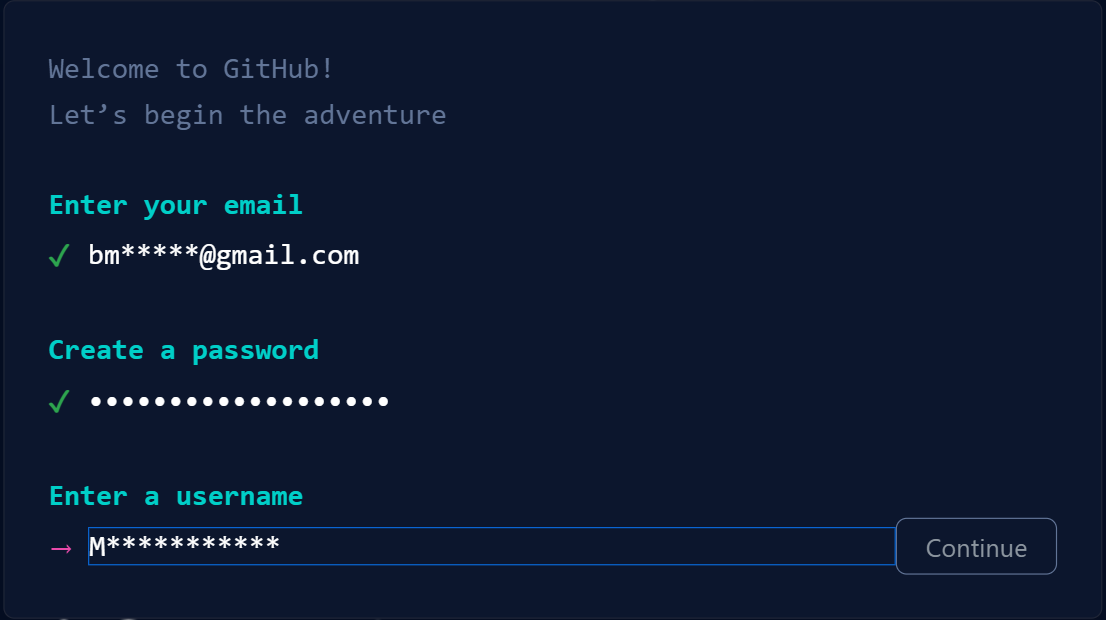 Welcome to GitHub!
Let’s begin the adventure
Enter your email
✓ bm*****@gmail.com
Create a password
✓ •••••••••••••••••••
Enter a username
→ M***********
Continue